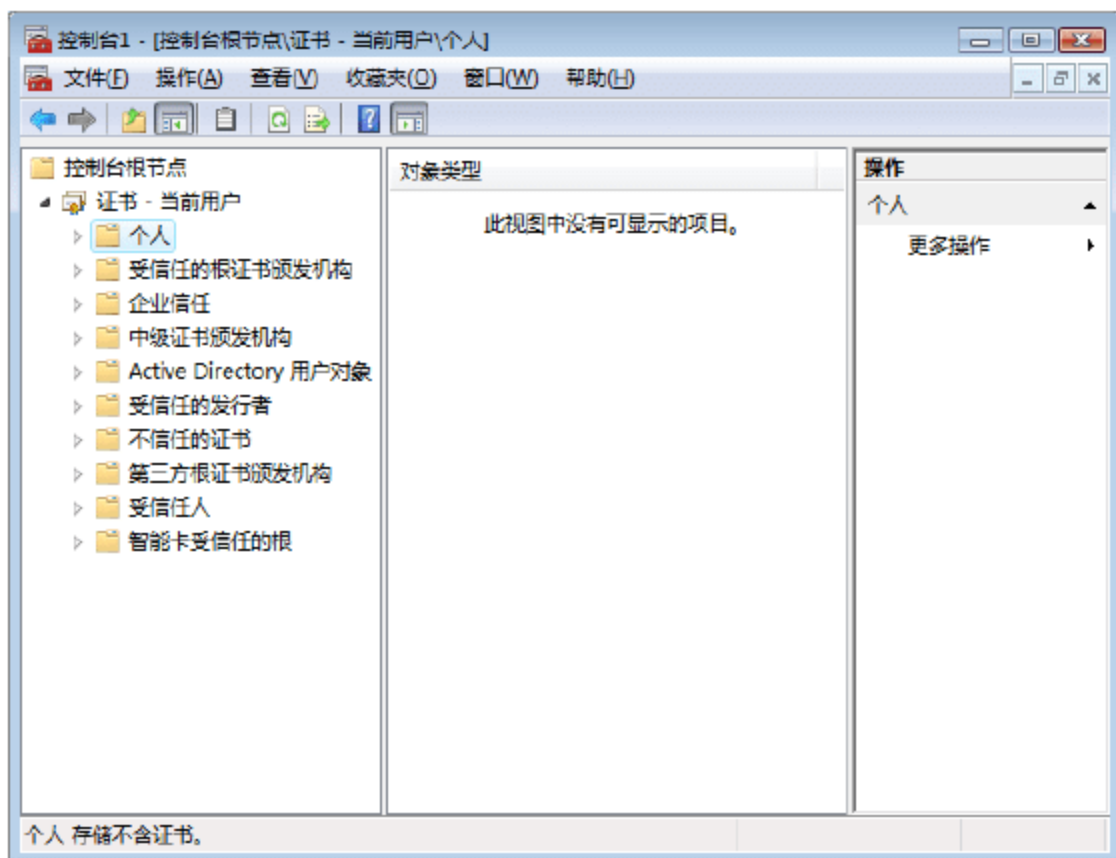 控制台1 - [控制台根节点\证书 - 当前用户\个人]
文件(F) 操作(A) 查看(V) 收藏夹(O) 窗口(W) 帮助(H)
控制台根节点
证书 - 当前用户
个人
受信任的根证书颁发机构
企业信任
中级证书颁发机构
Active Directory 用户对象
受信任的发行者
不信任的证书
第三方根证书颁发机构
受信任人
智能卡受信任的根
对象类型
此视图中没有可显示的项目。
操作
个人
更多操作
个人 存储不含证书。